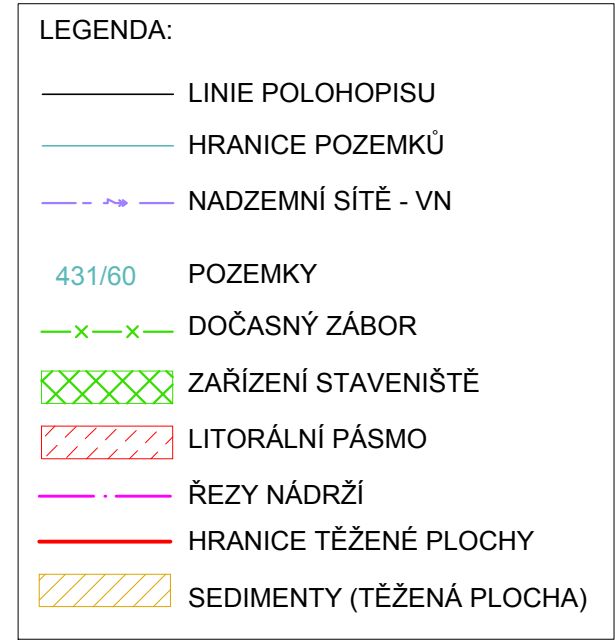 LEGENDA:
LINIE POLOHOPISU
HRANICE POZEMKŮ
NADZEMNÍ SÍTĚ - VN
431/60 POZEMKY
DOČASNÝ ZÁBOR
ZAŘÍZENÍ STAVENIŠTĚ
LITORÁLNÍ PÁSMO
ŘEZY NÁDRŽÍ
HRANICE TĚŽENÉ PLOCHY
SEDIMENTY (TĚŽENÁ PLOCHA)